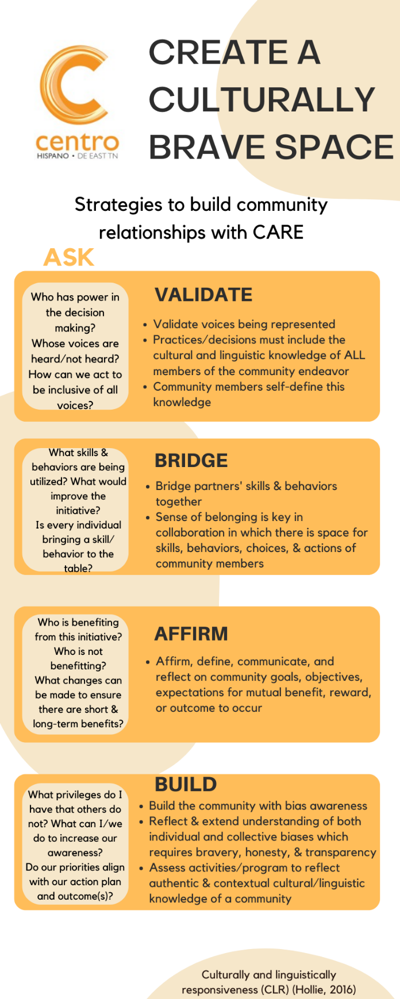 CREATE A
CULTURALLY
BRAVE SPACE
centro
HISPANO • DE EAST TN
Strategies to build community
relationships with CARE
ASK
Who has power in
the decision
making?
Whose voices are
heard/not heard?
How can we act to
be inclusive of all
voices?
VALIDATE
• Validate voices being represented
• Practices/decisions must include the
cultural and linguistic knowledge of ALL
members of the community endeavor
• Community members self-define this
knowledge
What skills &
behaviors are being
utilized? What would
improve the
initiative?
Is every individual
bringing a skill/
behavior to the
table?
BRIDGE
• Bridge partners' skills & behaviors
together
• Sense of belonging is key in
collaboration in which there is space for
skills, behaviors, choices, & actions of
community members
Who is benefiting
from this initiative?
Who is not
benefitting?
What changes can
be made to ensure
there are short &
long-term benefits?
AFFIRM
• Affirm, define, communicate, and
reflect on community goals, objectives,
expectations for mutual benefit, reward,
or outcome to occur
What privileges do I
have that others do
not? What can I/we
do to increase our
awareness?
Do our priorities align
with our action plan
and outcome(s)?
BUILD
• Build the community with bias awareness
• Reflect & extend understanding of both
individual and collective biases which
requires bravery, honesty, & transparency
• Assess activities/program to reflect
authentic & contextual cultural/linguistic
knowledge of a community
Culturally and linguistically
responsiveness (CLR) (Hollie, 2016)